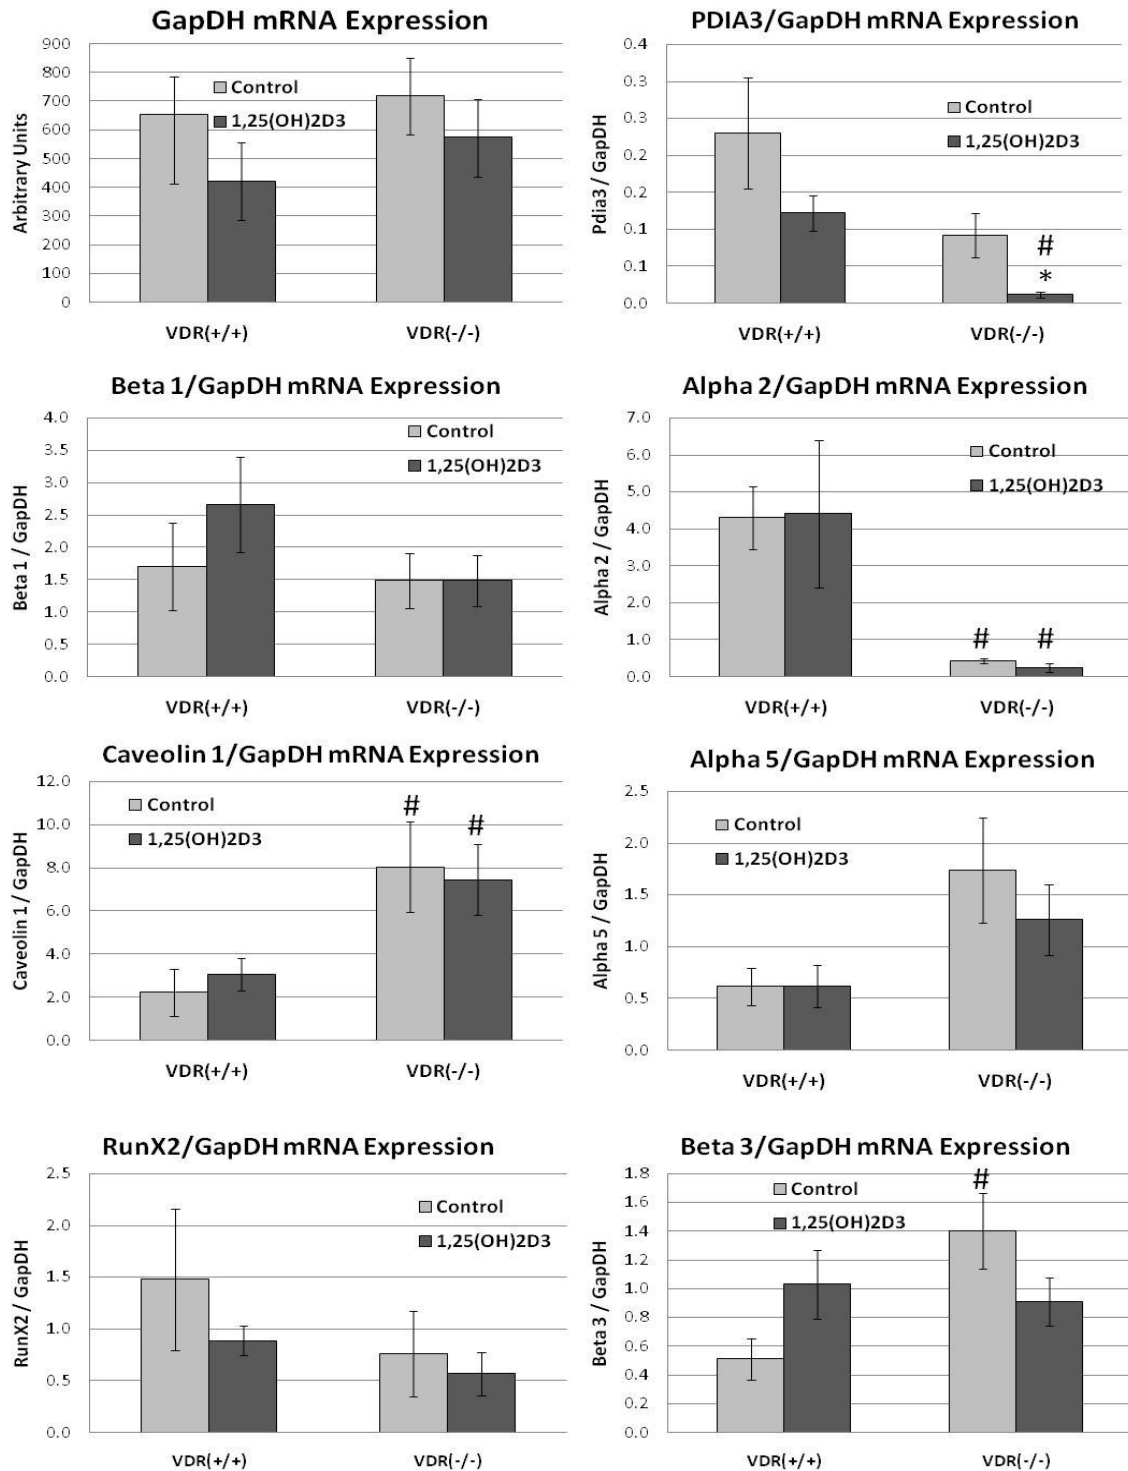 GapDH mRNA Expression
900
800
700
600
500
400
300
200
100
0
Arbitrary Units
Control
1,25(OH)2D3
VDR(+/+)
VDR(-/-)
PDIA3/GapDH mRNA Expression
0.4
0.3
0.3
0.2
0.2
0.1
0.1
0.0
Pdia3 / GapDH
Control
1,25(OH)2D3
#
*
VDR(+/+)
VDR(-/-)
Beta 1/GapDH mRNA Expression
4.0
3.5
3.0
2.5
2.0
1.5
1.0
0.5
0.0
Beta 1 / GapDH
Control
1,25(OH)2D3
VDR(+/+)
VDR(-/-)
Alpha 2/GapDH mRNA Expression
7.0
6.0
5.0
4.0
3.0
2.0
1.0
0.0
Alpha 2 / GapDH
Control
1,25(OH)2D3
# #
VDR(+/+)
VDR(-/-)
Caveolin 1/GapDH mRNA Expression
12.0
10.0
8.0
6.0
4.0
2.0
0.0
Caveolin 1 / GapDH
Control
1,25(OH)2D3
#
#
VDR(+/+)
VDR(-/-)
Alpha 5/GapDH mRNA Expression
2.5
2.0
1.5
1.0
0.5
0.0
Alpha 5 / GapDH
Control
1,25(OH)2D3
VDR(+/+)
VDR(-/-)
RunX2/GapDH mRNA Expression
2.5
2.0
1.5
1.0
0.5
0.0
RunX2 / GapDH
Control
1,25(OH)2D3
VDR(+/+)
VDR(-/-)
Beta 3/GapDH mRNA Expression
1.8
1.6
1.4
1.2
1.0
0.8
0.6
0.4
0.2
0.0
Beta 3 / GapDH
Control
1,25(OH)2D3
#
VDR(+/+)
VDR(-/-)